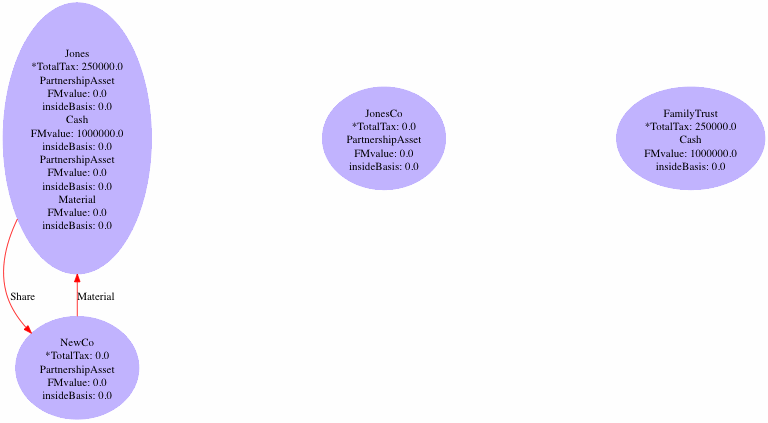 Jones
*TotalTax: 250000.0
PartnershipAsset
FMvalue: 0.0
insideBasis: 0.0
Cash
FMvalue: 1000000.0
insideBasis: 0.0
PartnershipAsset
FMvalue: 0.0
insideBasis: 0.0
Material
FMvalue: 0.0
insideBasis: 0.0
JonesCo
*TotalTax: 0.0
PartnershipAsset
FMvalue: 0.0
insideBasis: 0.0
FamilyTrust
*TotalTax: 250000.0
Cash
FMvalue: 1000000.0
insideBasis: 0.0
Share
Material
NewCo
*TotalTax: 0.0
PartnershipAsset
FMvalue: 0.0
insideBasis: 0.0